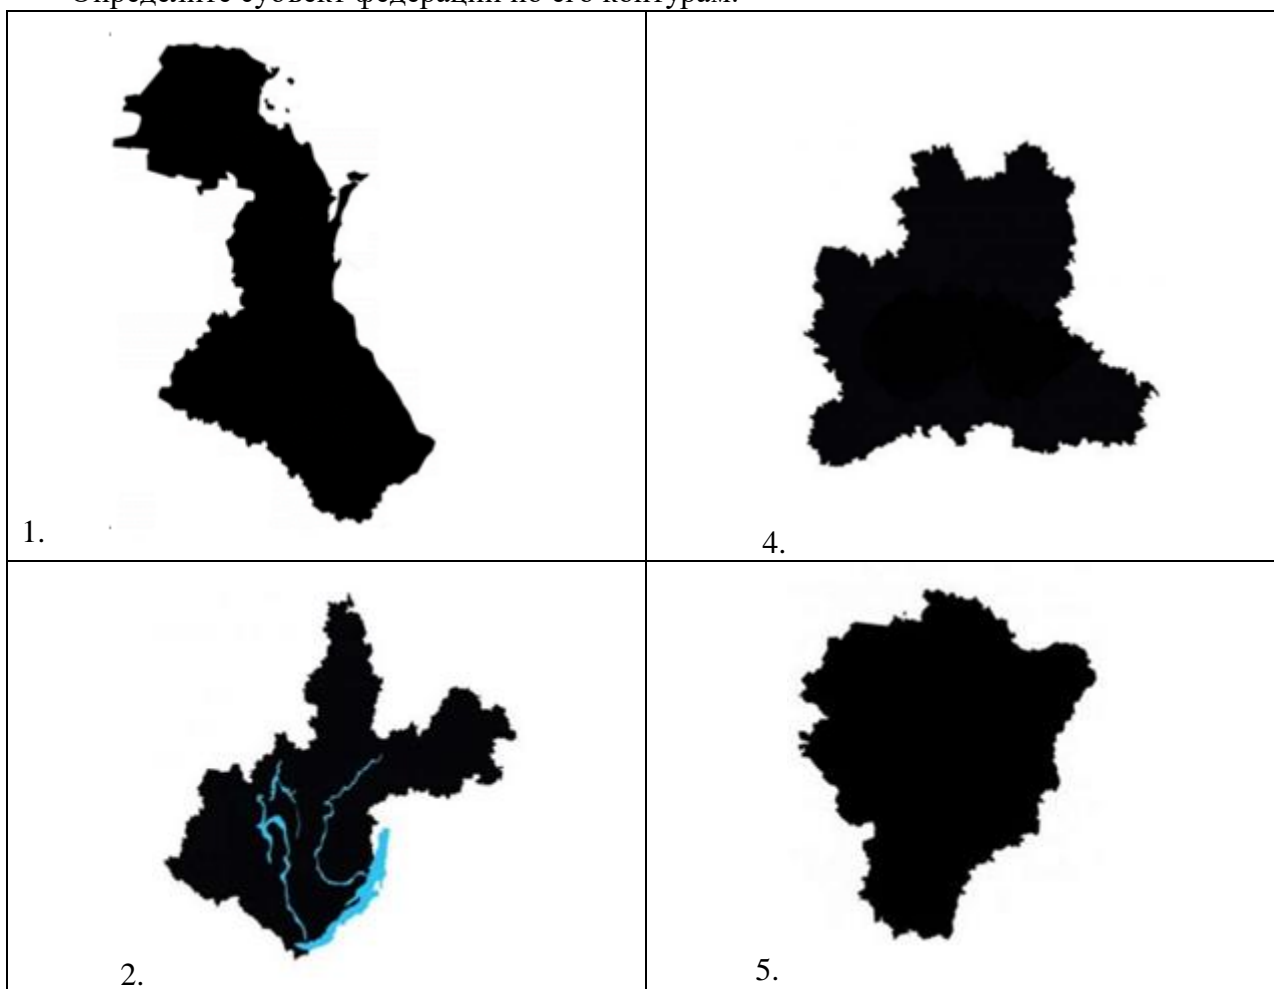 Определите субъект федерации по его контурам.
1.
4.
2.
5.